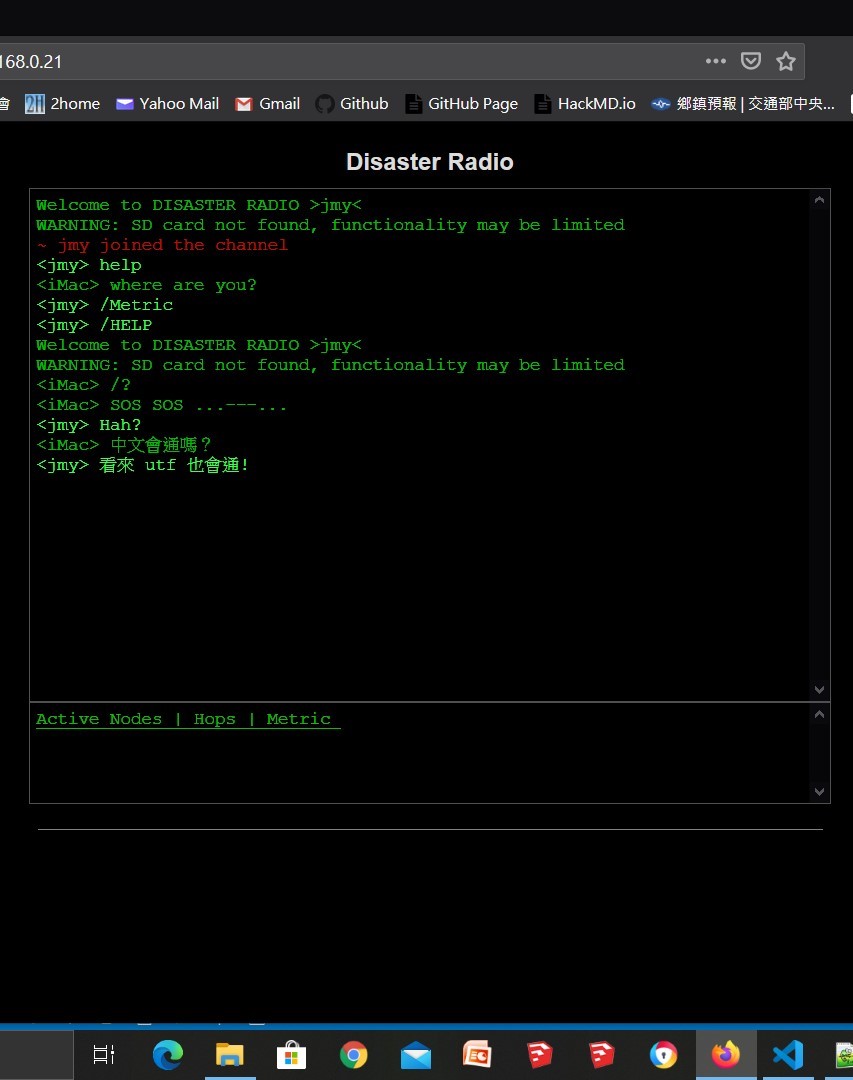 168.0.21
會 2home Yahoo Mail Gmail Github GitHub Page HackMD.io 鄉鎮預報 | 交通部中央...
Disaster Radio
Welcome to DISASTER RADIO >jmy<
WARNING: SD card not found, functionality may be limited
~ jmy joined the channel
<jmy> help
<iMac> where are you?
<jmy> /Metric
<jmy> /HELP
Welcome to DISASTER RADIO >jmy<
WARNING: SD card not found, functionality may be limited
<iMac> /?
<iMac> SOS SOS ...---...
<jmy> Hah?
<iMac> 中文會通嗎？
<jmy> 看來 utf 也會通!
Active Nodes | Hops | Metric